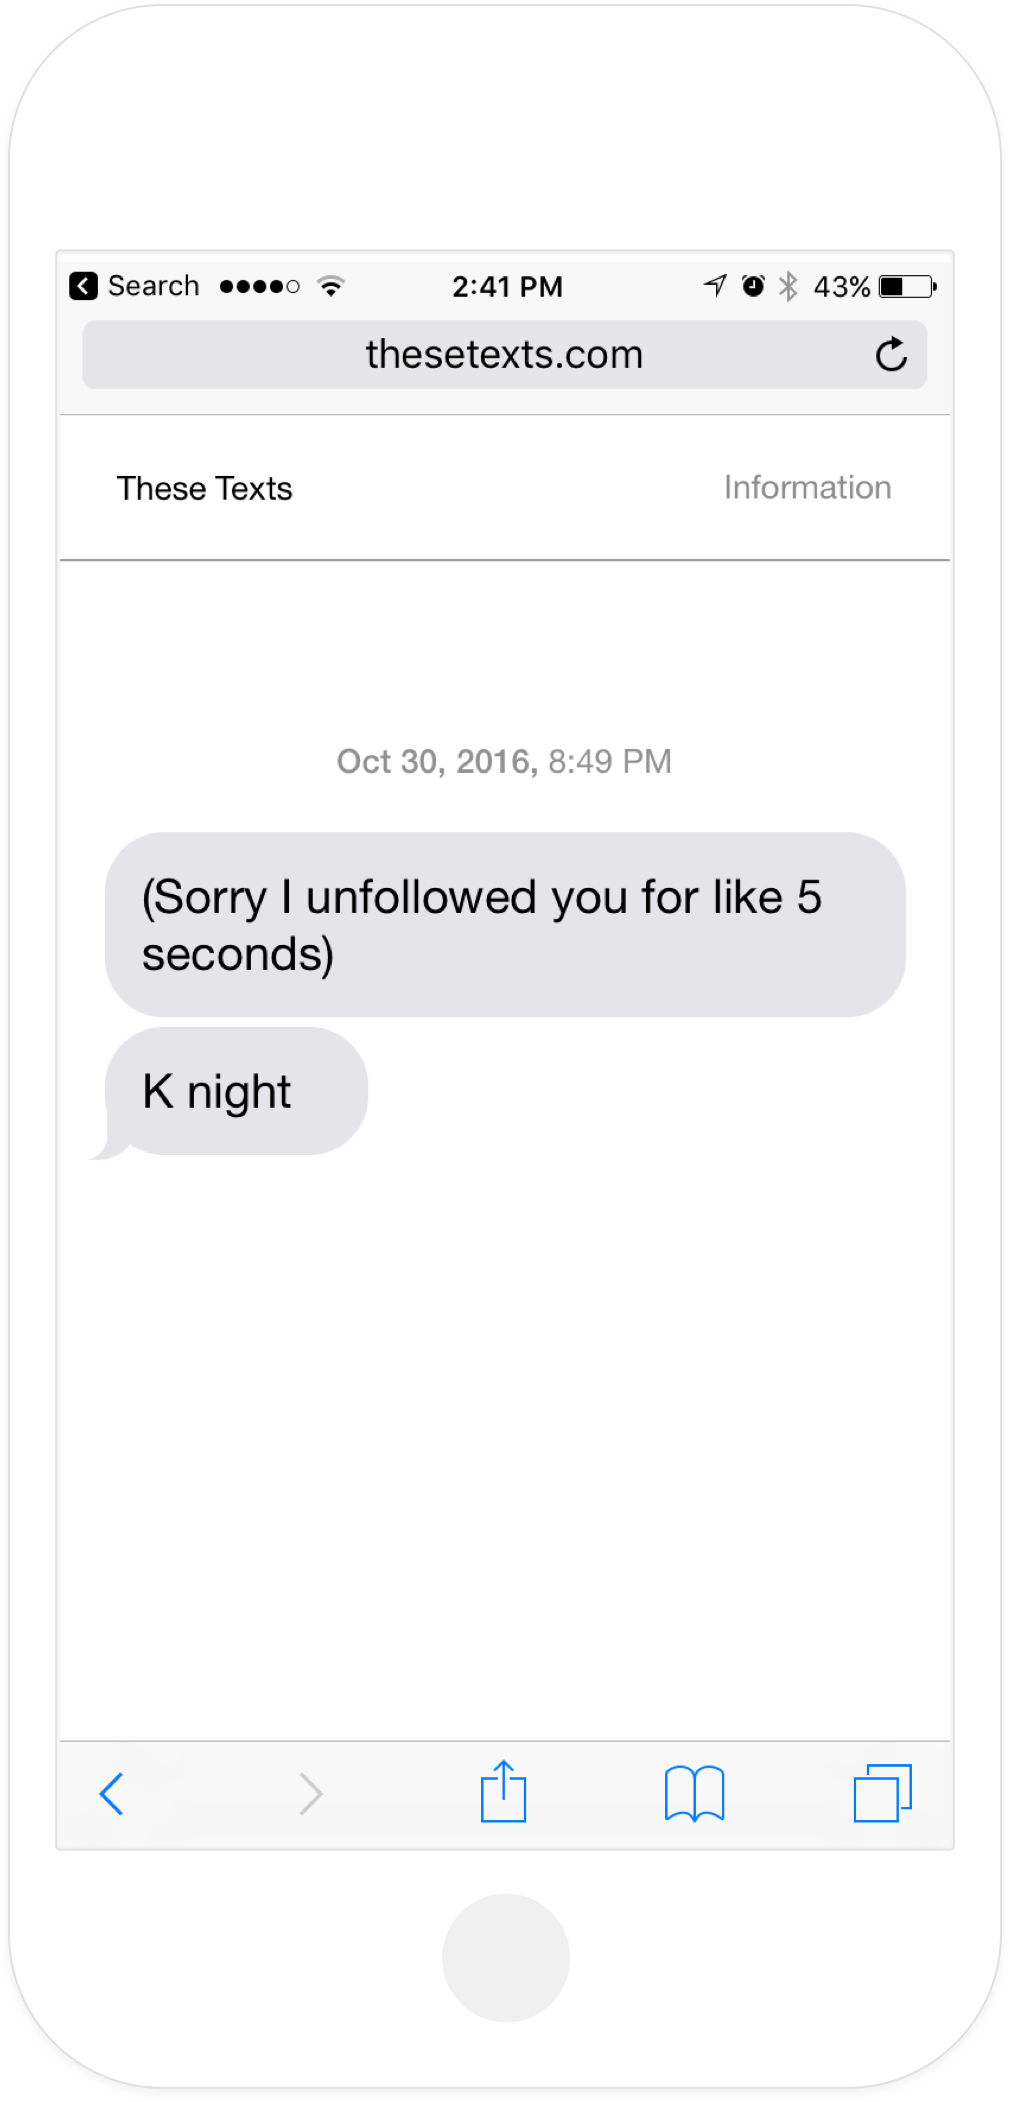 Search 2:41 PM 43%
thesetexts.com
These Texts Information
Oct 30, 2016, 8:49 PM
(Sorry I unfollowed you for like 5
seconds)
K night